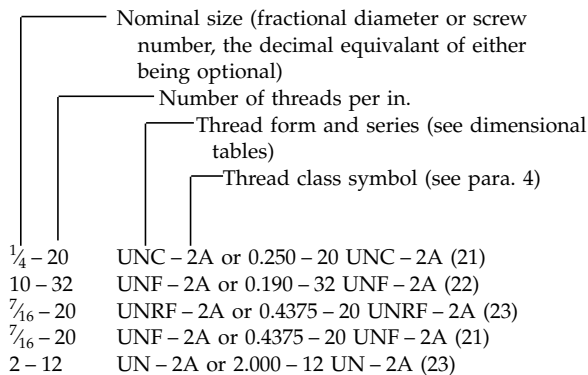 Nominal size (fractional diameter or screw
number, the decimal equivalant of either
being optional)
Number of threads per in.
Thread form and series (see dimensional
tables)
Thread class symbol (see para. 4)
1/4 – 20 UNC – 2A or 0.250 – 20 UNC – 2A (21)
10 – 32 UNF – 2A or 0.190 – 32 UNF – 2A (22)
7/16 – 20 UNRF – 2A or 0.4375 – 20 UNRF – 2A (23)
7/16 – 20 UNF – 2A or 0.4375 – 20 UNF – 2A (21)
2 – 12 UN – 2A or 2.000 – 12 UN – 2A (23)